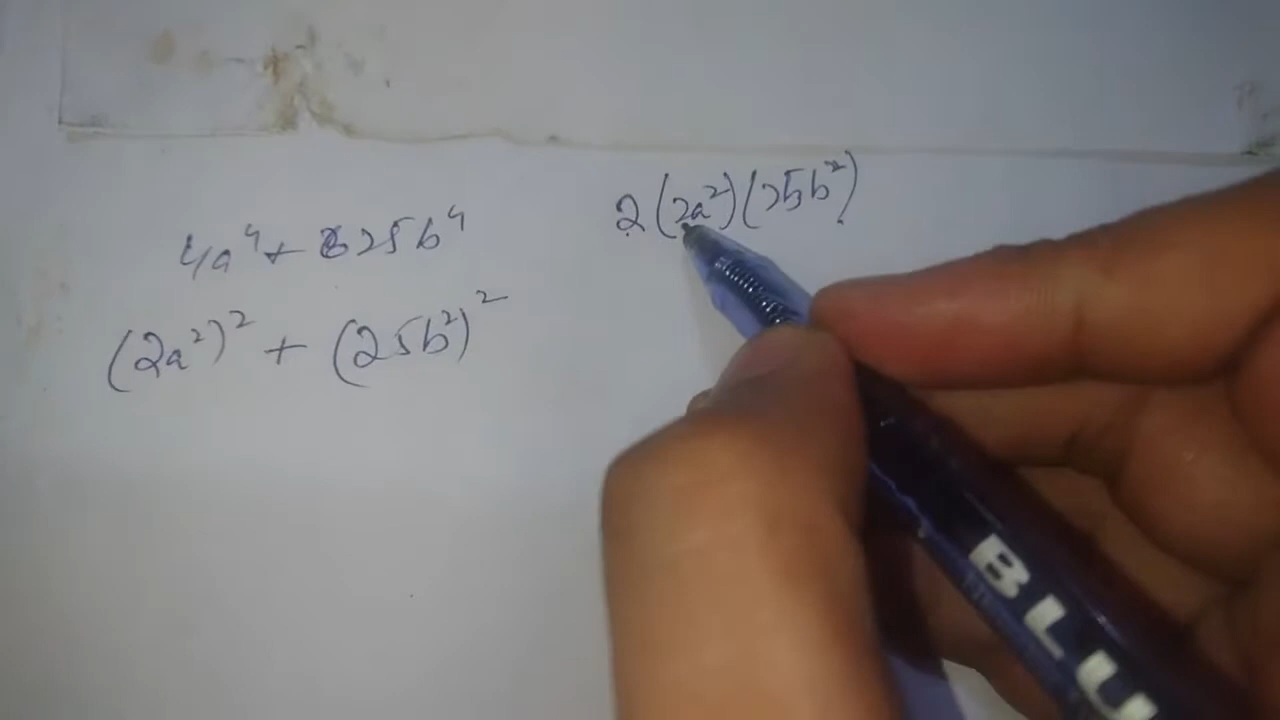 4a⁴ + 625b⁴
(2a²)² + (25b²)²
2(2a²)(25b²)
BLU